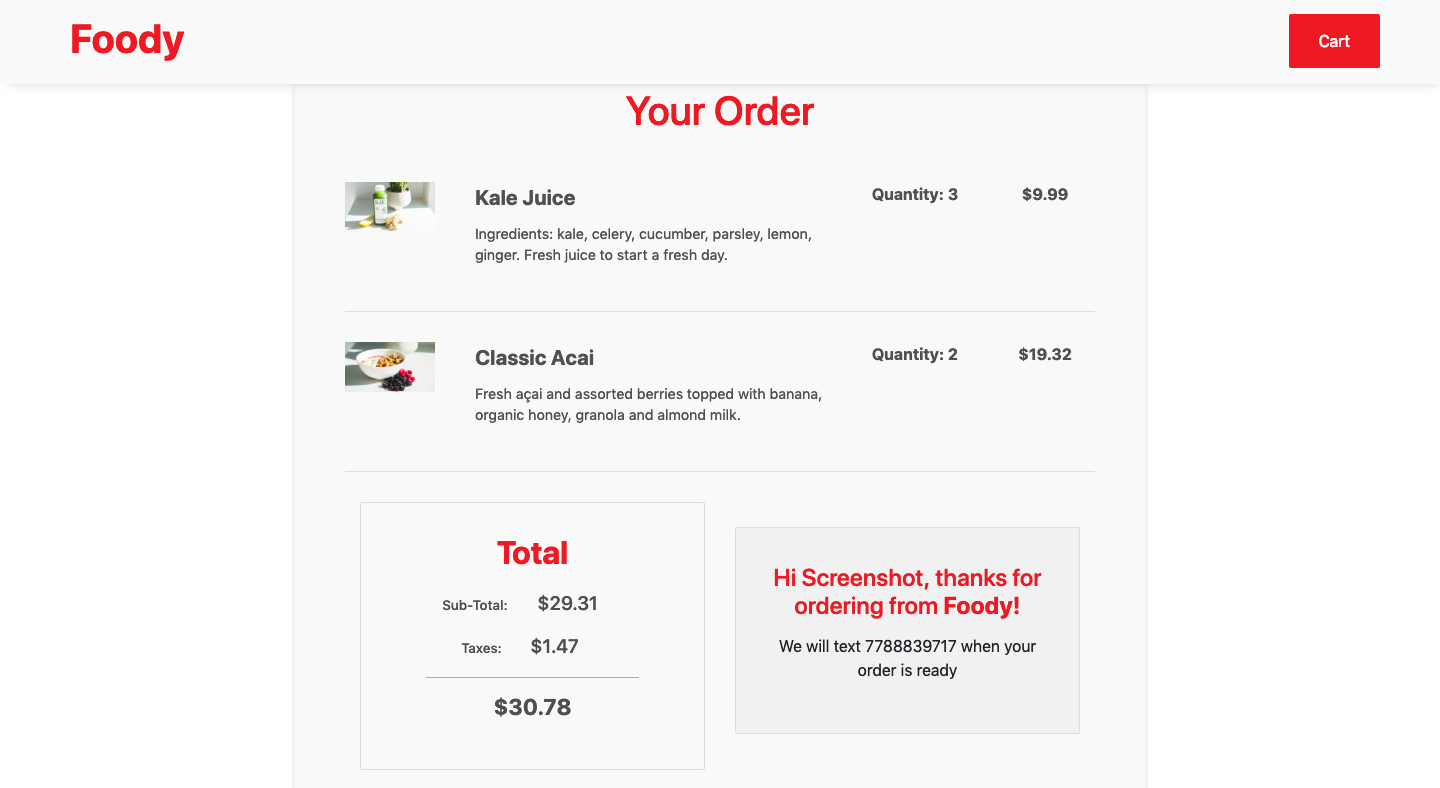 Foody
Cart
Your Order
Kale Juice
Quantity: 3
$9.99
Ingredients: kale, celery, cucumber, parsley, lemon,
ginger. Fresh juice to start a fresh day.
Classic Acai
Quantity: 2
$19.32
Fresh açai and assorted berries topped with banana,
organic honey, granola and almond milk.
Total
Sub-Total: $29.31
Taxes: $1.47
$30.78
Hi Screenshot, thanks for
ordering from Foody!
We will text 7788839717 when your
order is ready